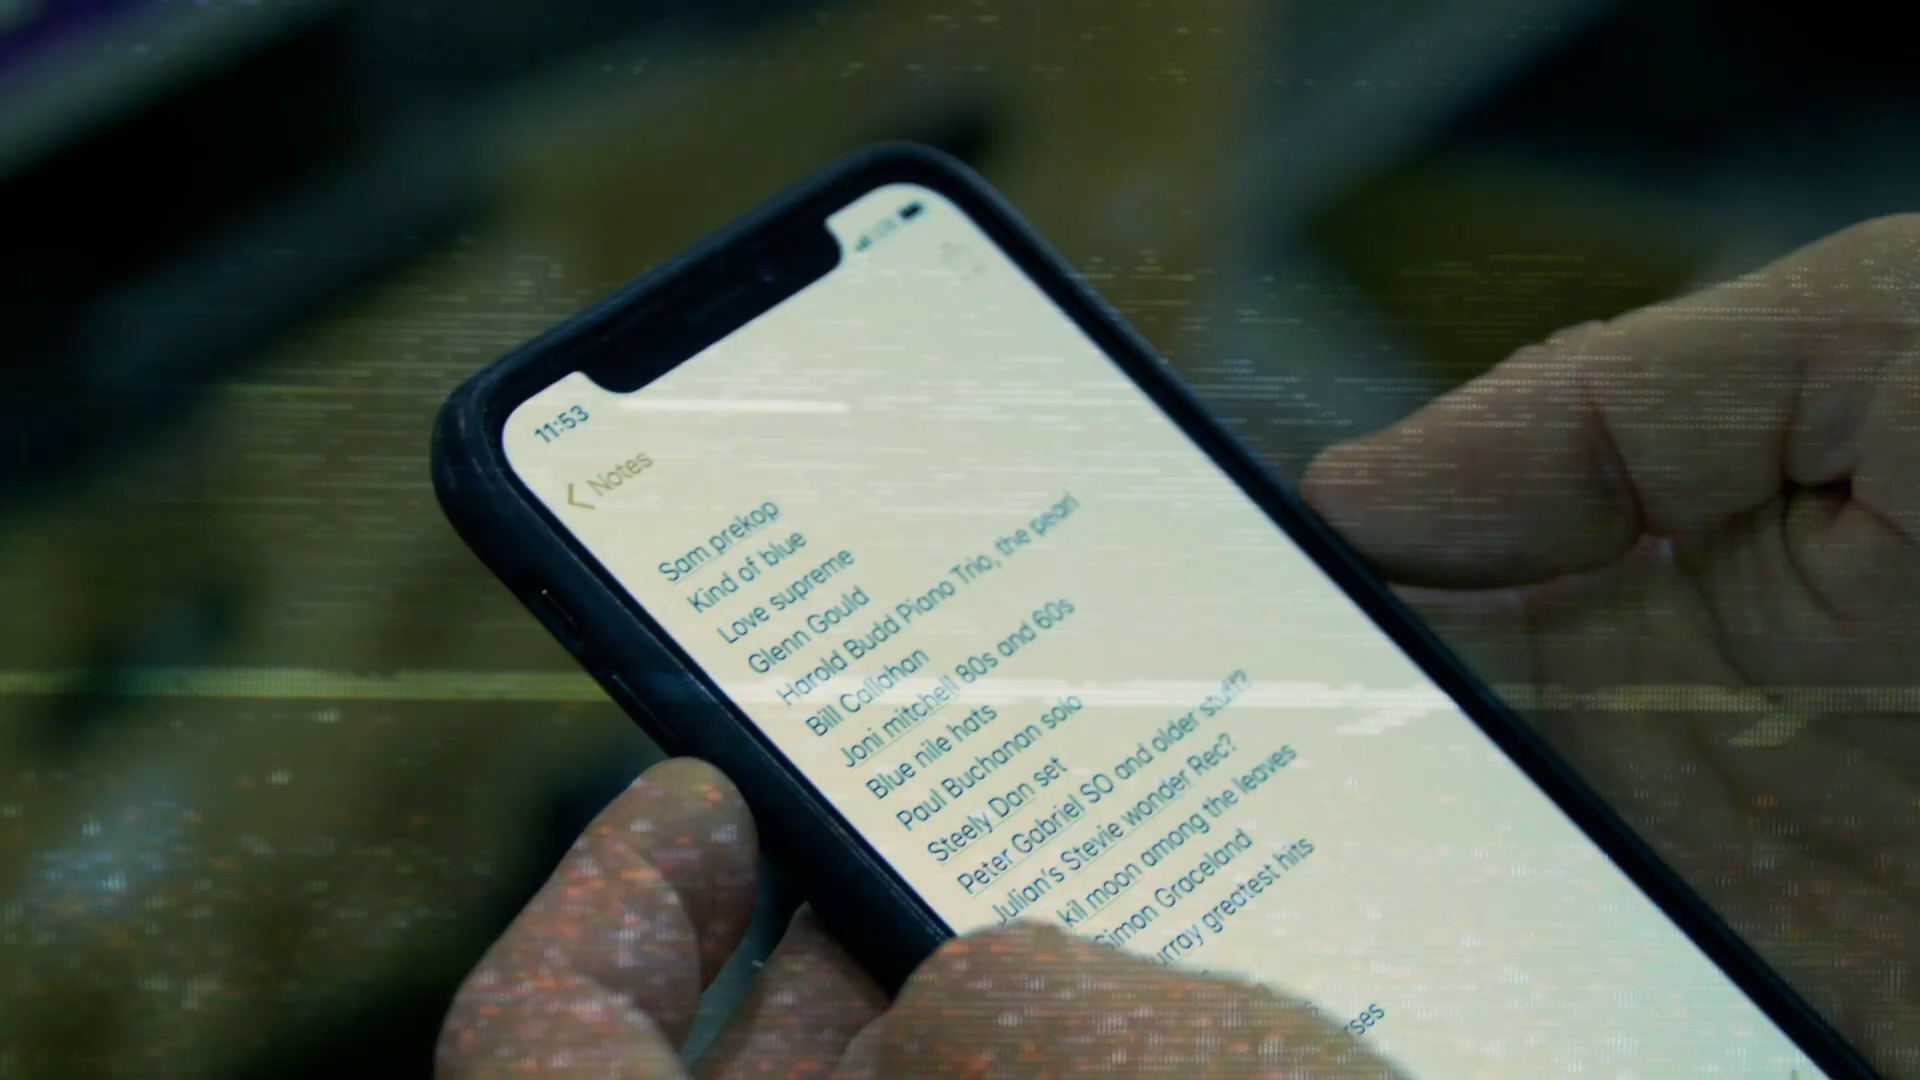 11:53
Notes
Sam prekop
Kind of blue
Love supreme
Glenn Gould
Harold Budd Piano Trio, the pearl
Bill Callahan
Joni mitchell 80s and 60s
Blue nile hats
Paul Buchanan solo
Steely Dan set
Peter Gabriel SO and older stuff?
Julian's Stevie wonder Rec?
kil moon among the leaves
Simon Graceland
greatest hits